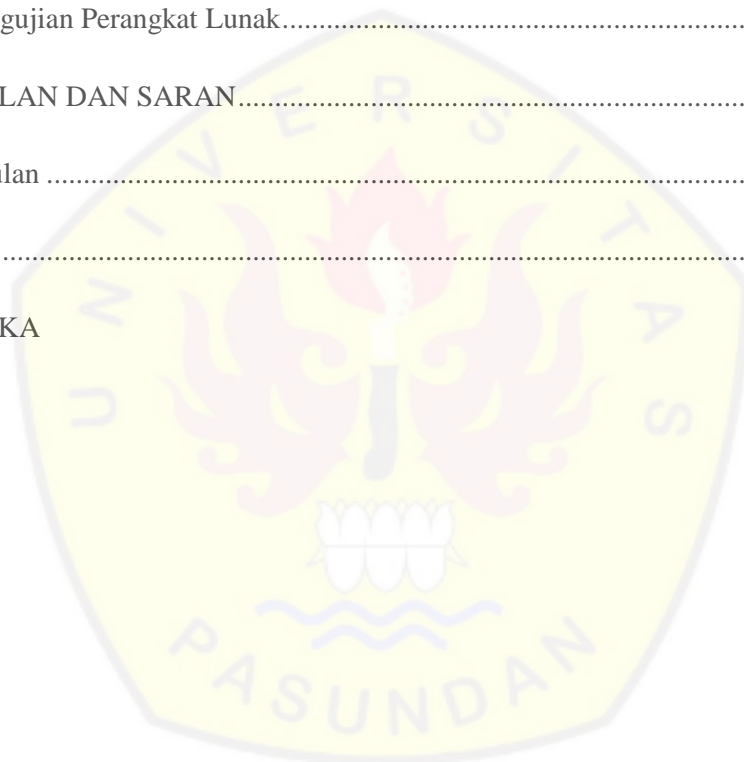 gujian Perangkat Lunak........................................................................
LAN DAN SARAN................................................................................
ulan .........................................................................................................
................................................................................................................
KA
UNIVERSITAS
PASUNDAN